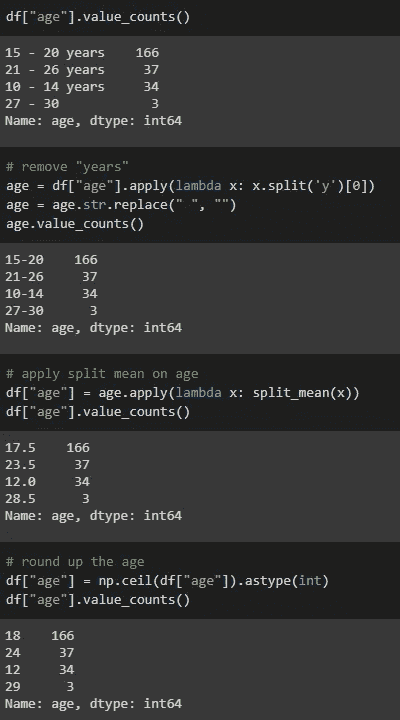 df["age"].value_counts()
15 - 20 years    166
21 - 26 years     37
10 - 14 years     34
27 - 30            3
Name: age, dtype: int64
# remove "years"
age = df["age"].apply(lambda x: x.split('y')[0])
age = age.str.replace(" ", "")
age.value_counts()
15-20    166
21-26     37
10-14     34
27-30      3
Name: age, dtype: int64
# apply split mean on age
df["age"] = age.apply(lambda x: split_mean(x))
df["age"].value_counts()
17.5    166
23.5     37
12.0     34
28.5      3
Name: age, dtype: int64
# round up the age
df["age"] = np.ceil(df["age"]).astype(int)
df["age"].value_counts()
18    166
24     37
12     34
29      3
Name: age, dtype: int64